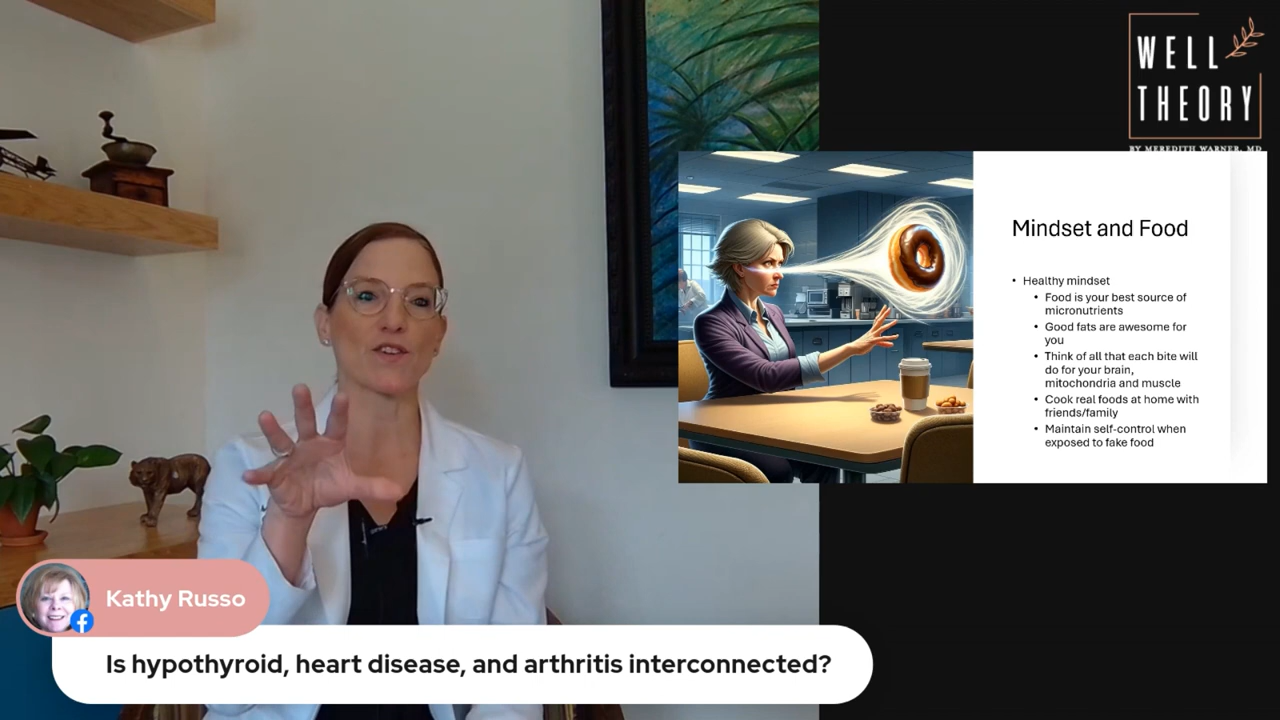 WELL
THEORY
BY MEREDITH WARNER, MD
Mindset and Food
• Healthy mindset
• Food is your best source of
micronutrients
• Good fats are awesome for
you
• Think of all that each bite will
do for your brain,
mitochondria and muscle
• Cook real foods at home with
friends/family
• Maintain self-control when
exposed to fake food
Kathy Russo
Is hypothyroid, heart disease, and arthritis interconnected?